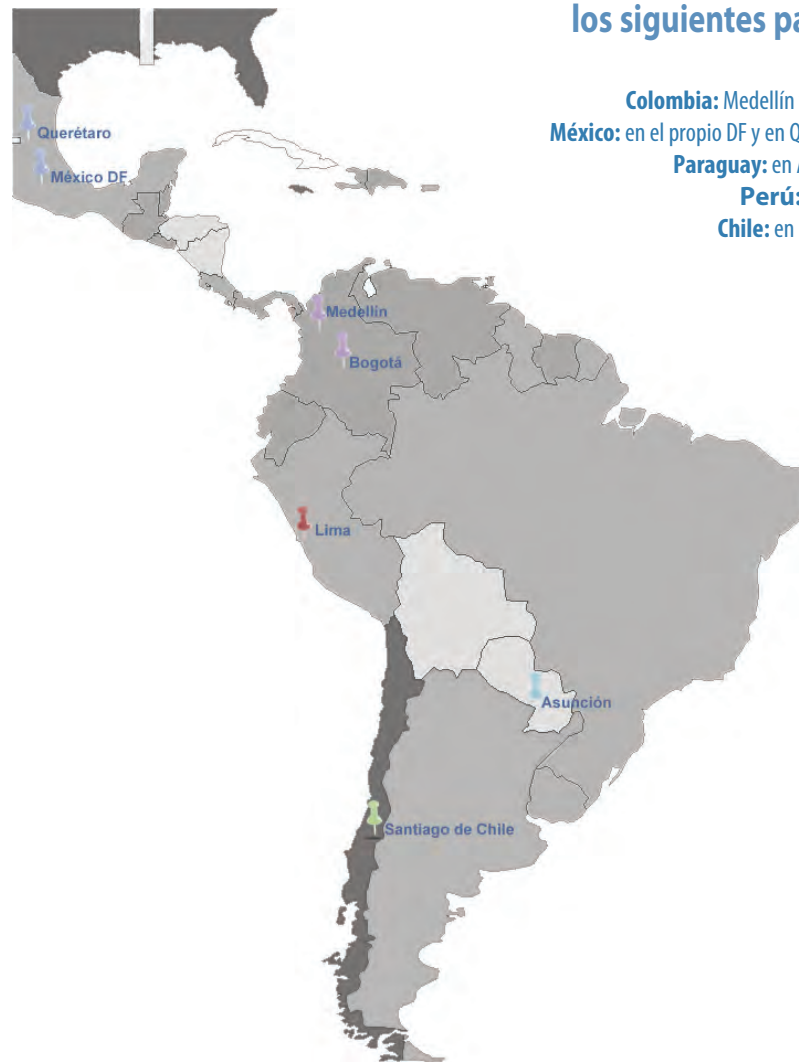 los siguientes pa
Colombia: Medellín
México: en el propio DF y en Q
Paraguay: en A
Perú:
Chile: en
Querétaro
México DF
Medellín
Bogotá
Lima
Asunción
Santiago de Chile